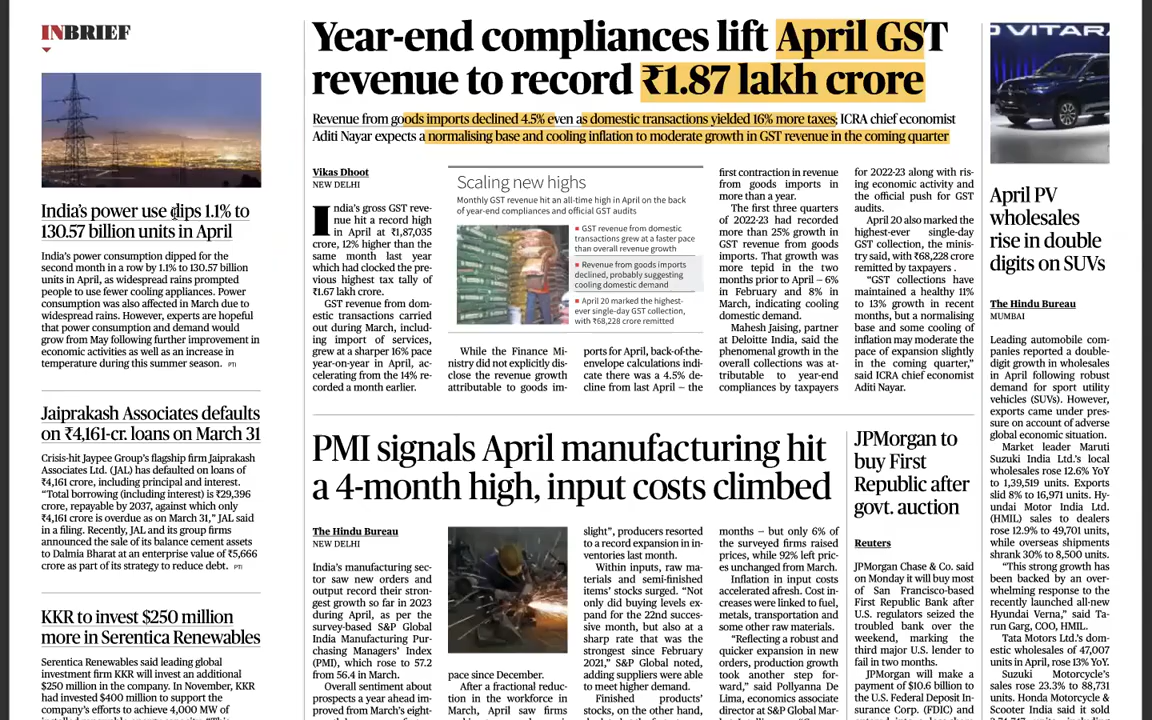 INBRIEF
India's power use dips 1.1% to
130.57 billion units in April
India's power consumption dipped for the
second month in a row by 1.1% to 130.57 billion
units in April, as widespread rains prompted
people to use fewer cooling appliances. Power
consumption was also affected in March due to
widespread rains. However, experts are hopeful
that power consumption and demand would
grow from May following further improvement in
economic activities as well as an increase in
temperature during this summer season. PTI
Jaiprakash Associates defaults
on ₹4,161-cr. loans on March 31
Crisis-hit Jaypee Group's flagship firm Jaiprakash
Associates Ltd. (JAL) has defaulted on loans of
₹4,161 crore, including principal and interest.
“Total borrowing (including interest) is ₹29,396
crore, repayable by 2037, against which only
₹4,161 crore is overdue as on March 31,” JAL said
in a filing. Recently, JAL and its group firms
announced the sale of its balance cement assets
to Dalmia Bharat at an enterprise value of ₹5,666
crore as part of its strategy to reduce debt. PTI
KKR to invest $250 million
more in Serentica Renewables
Serentica Renewables said leading global
investment firm KKR will invest an additional
$250 million in the company. In November, KKR
had invested $400 million to support the
company's efforts to achieve 4,000 MW of
Year-end compliances lift April GST
revenue to record ₹1.87 lakh crore
Revenue from goods imports declined 4.5% even as domestic transactions yielded 16% more taxes; ICRA chief economist
Aditi Nayar expects a normalising base and cooling inflation to moderate growth in GST revenue in the coming quarter
Vikas Dhoot
NEW DELHI
India's gross GST reve-
nue hit a record high
in April at ₹1,87,035
crore, 12% higher than the
same month last year
which had clocked the pre-
vious highest tax tally of
₹1.67 lakh crore.
GST revenue from dom-
estic transactions carried
out during March, includ-
ing import of services,
grew at a sharper 16% pace
year-on-year in April, ac-
celerating from the 14% re-
corded a month earlier.
Scaling new highs
Monthly GST revenue hit an all-time high in April on the back
of year-end compliances and official GST audits
■ GST revenue from domestic
transactions grew at a faster pace
than overall revenue growth
■ Revenue from goods imports
declined, probably suggesting
cooling domestic demand
■ April 20 marked the highest-
ever single-day GST collection,
with ₹68,228 crore remitted
While the Finance Mi-
nistry did not explicitly dis-
close the revenue growth
attributable to goods im-
ports for April, back-of-the-
envelope calculations indi-
cate there was a 4.5% de-
cline from last April – the
first contraction in revenue
from goods imports in
more than a year.
The first three quarters
of 2022-23 had recorded
more than 25% growth in
GST revenue from goods
imports. That growth was
more tepid in the two
months prior to April – 6%
in February and 8% in
March, indicating cooling
domestic demand.
Mahesh Jaising, partner
at Deloitte India, said the
phenomenal growth in the
overall collections was at-
tributable to year-end
compliances by taxpayers
for 2022-23 along with ris-
ing economic activity and
the official push for GST
audits.
April 20 also marked the
highest-ever single-day
GST collection, the minis-
try said, with ₹68,228 crore
remitted by taxpayers .
“GST collections have
maintained a healthy 11%
to 13% growth in recent
months, but a normalising
base and some cooling of
inflation may moderate the
pace of expansion slightly
in the coming quarter,”
said ICRA chief economist
Aditi Nayar.
PMI signals April manufacturing hit
a 4-month high, input costs climbed
The Hindu Bureau
NEW DELHI
India's manufacturing sec-
tor saw new orders and
output record their stron-
gest growth so far in 2023
during April, as per the
survey-based S&P Global
India Manufacturing Pur-
chasing Managers' Index
(PMI), which rose to 57.2
from 56.4 in March.
Overall sentiment about
prospects a year ahead im-
proved from March's eight-
pace since December.
After a fractional reduc-
tion in the workforce in
March, April saw firms
slight”, producers resorted
to a record expansion in in-
ventories last month.
Within inputs, raw ma-
terials and semi-finished
items' stocks surged. “Not
only did buying levels ex-
pand for the 22nd succes-
sive month, but also at a
sharp rate that was the
strongest since February
2021,” S&P Global noted,
adding suppliers were able
to meet higher demand.
Finished products'
stocks, on the other hand,
months – but only 6% of
the surveyed firms raised
prices, while 92% left pric-
es unchanged from March.
Inflation in input costs
accelerated afresh. Cost in-
creases were linked to fuel,
metals, transportation and
some other raw materials.
“Reflecting a robust and
quicker expansion in new
orders, production growth
took another step for-
ward,” said Pollyanna De
Lima, economics associate
director at S&P Global Mar-
JPMorgan to
buy First
Republic after
govt. auction
Reuters
JPMorgan Chase & Co. said
on Monday it will buy most
of San Francisco-based
First Republic Bank after
U.S. regulators seized the
troubled bank over the
weekend, marking the
third major U.S. lender to
fail in two months.
JPMorgan will make a
payment of $10.6 billion to
the U.S. Federal Deposit In-
surance Corp. (FDIC) and
VITARA
April PV
wholesales
rise in double
digits on SUVs
The Hindu Bureau
MUMBAI
Leading automobile com-
panies reported a double-
digit growth in wholesales
in April following robust
demand for sport utility
vehicles (SUVs). However,
exports came under pres-
sure on account of adverse
global economic situation.
Market leader Maruti
Suzuki India Ltd.'s local
wholesales rose 12.6% YoY
to 1,39,519 units. Exports
slid 8% to 16,971 units. Hy-
undai Motor India Ltd.
(HMIL) sales to dealers
rose 12.9% to 49,701 units,
while overseas shipments
shrank 30% to 8,500 units.
“This strong growth has
been backed by an over-
whelming response to the
recently launched all-new
Hyundai Verna,” said Ta-
run Garg, COO, HMIL.
Tata Motors Ltd.'s dom-
estic wholesales of 47,007
units in April, rose 13% YoY.
Suzuki Motorcycle's
sales rose 23.3% to 88,731
units. Honda Motorcycle &
Scooter India said it sold